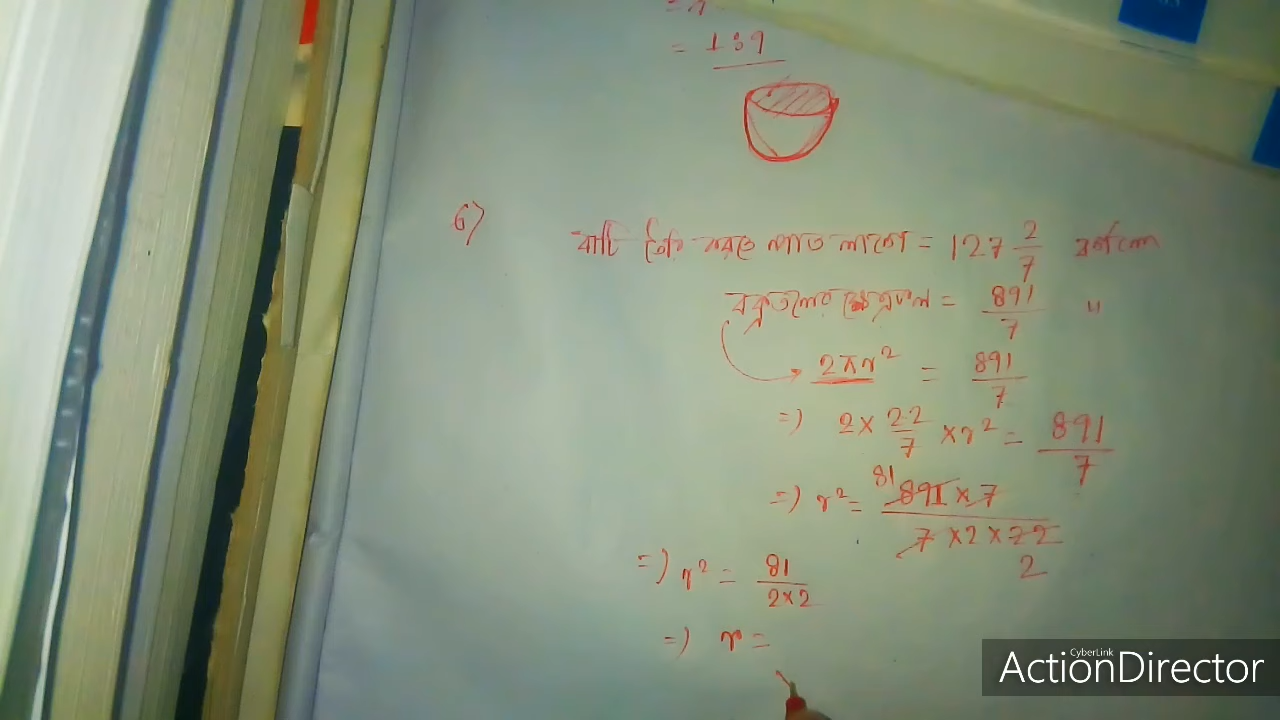 = 139
6)
বাটি তৈরি করতে পাত লাগে = 127 2/7 বর্গসেমি
বক্রতলের ক্ষেত্রফল = 891/7 "
2πr² = 891/7
=) 2 × 22/7 × r² = 891/7
=) r² = 81 891 × 7 / 7 × 2 × 22 2
=) r² = 81 / 2×2
=) r =
CyberLink
ActionDirector